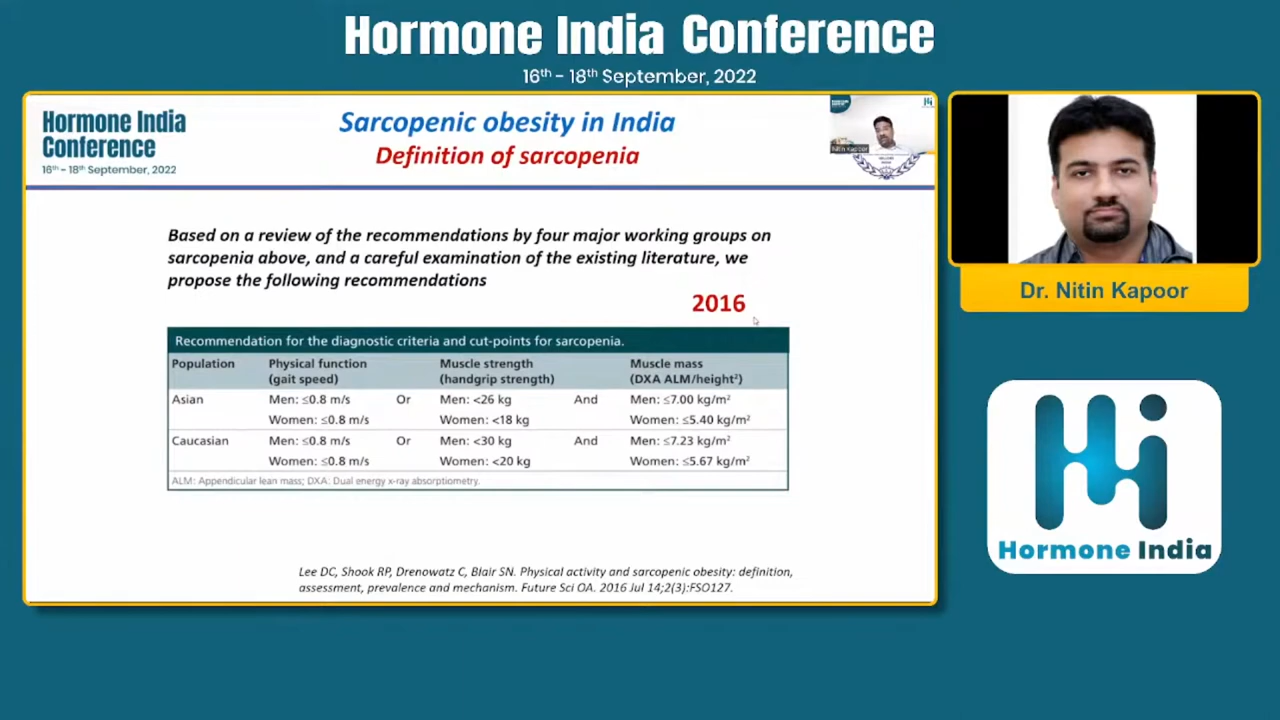 Hormone India Conference
16th - 18th September, 2022
Hormone India
Conference
16th - 18th September, 2022
Sarcopenic obesity in India
Definition of sarcopenia
Nitin Kapoor
Based on a review of the recommendations by four major working groups on
sarcopenia above, and a careful examination of the existing literature, we
propose the following recommendations
2016
Recommendation for the diagnostic criteria and cut-points for sarcopenia.
Population Physical function Muscle strength Muscle mass
(gait speed) (handgrip strength) (DXA ALM/height²)
Asian Men: ≤0.8 m/s Or Men: <26 kg And Men: ≤7.00 kg/m²
Women: ≤0.8 m/s Women: <18 kg Women: ≤5.40 kg/m²
Caucasian Men: ≤0.8 m/s Or Men: <30 kg And Men: ≤7.23 kg/m²
Women: ≤0.8 m/s Women: <20 kg Women: ≤5.67 kg/m²
ALM: Appendicular lean mass; DXA: Dual energy x-ray absorptiometry.
Lee DC, Shook RP, Drenowatz C, Blair SN. Physical activity and sarcopenic obesity: definition,
assessment, prevalence and mechanism. Future Sci OA. 2016 Jul 14;2(3):FSO127.
Dr. Nitin Kapoor
Hormone India